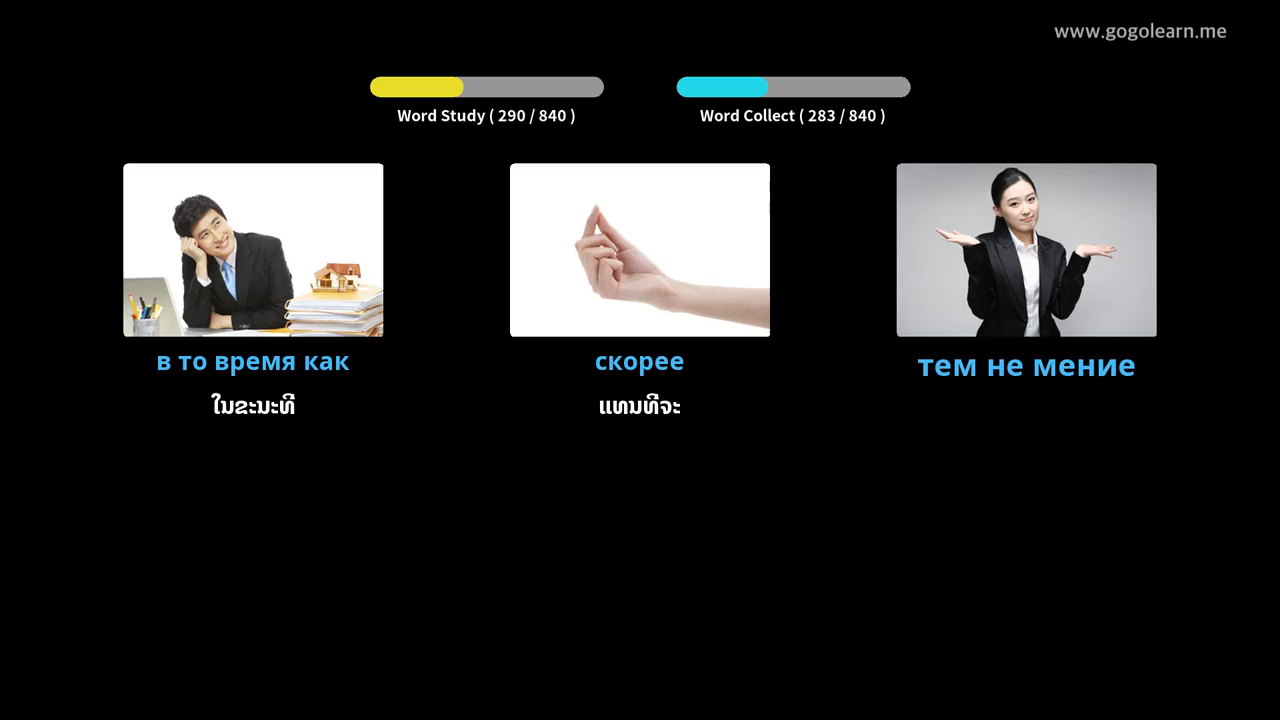 www.gogolearn.me
Word Study ( 290 / 840 )
Word Collect ( 283 / 840 )
в то время как
скорее
тем не мение
ໃນຂະນະທີ
ແທນທີຈະ